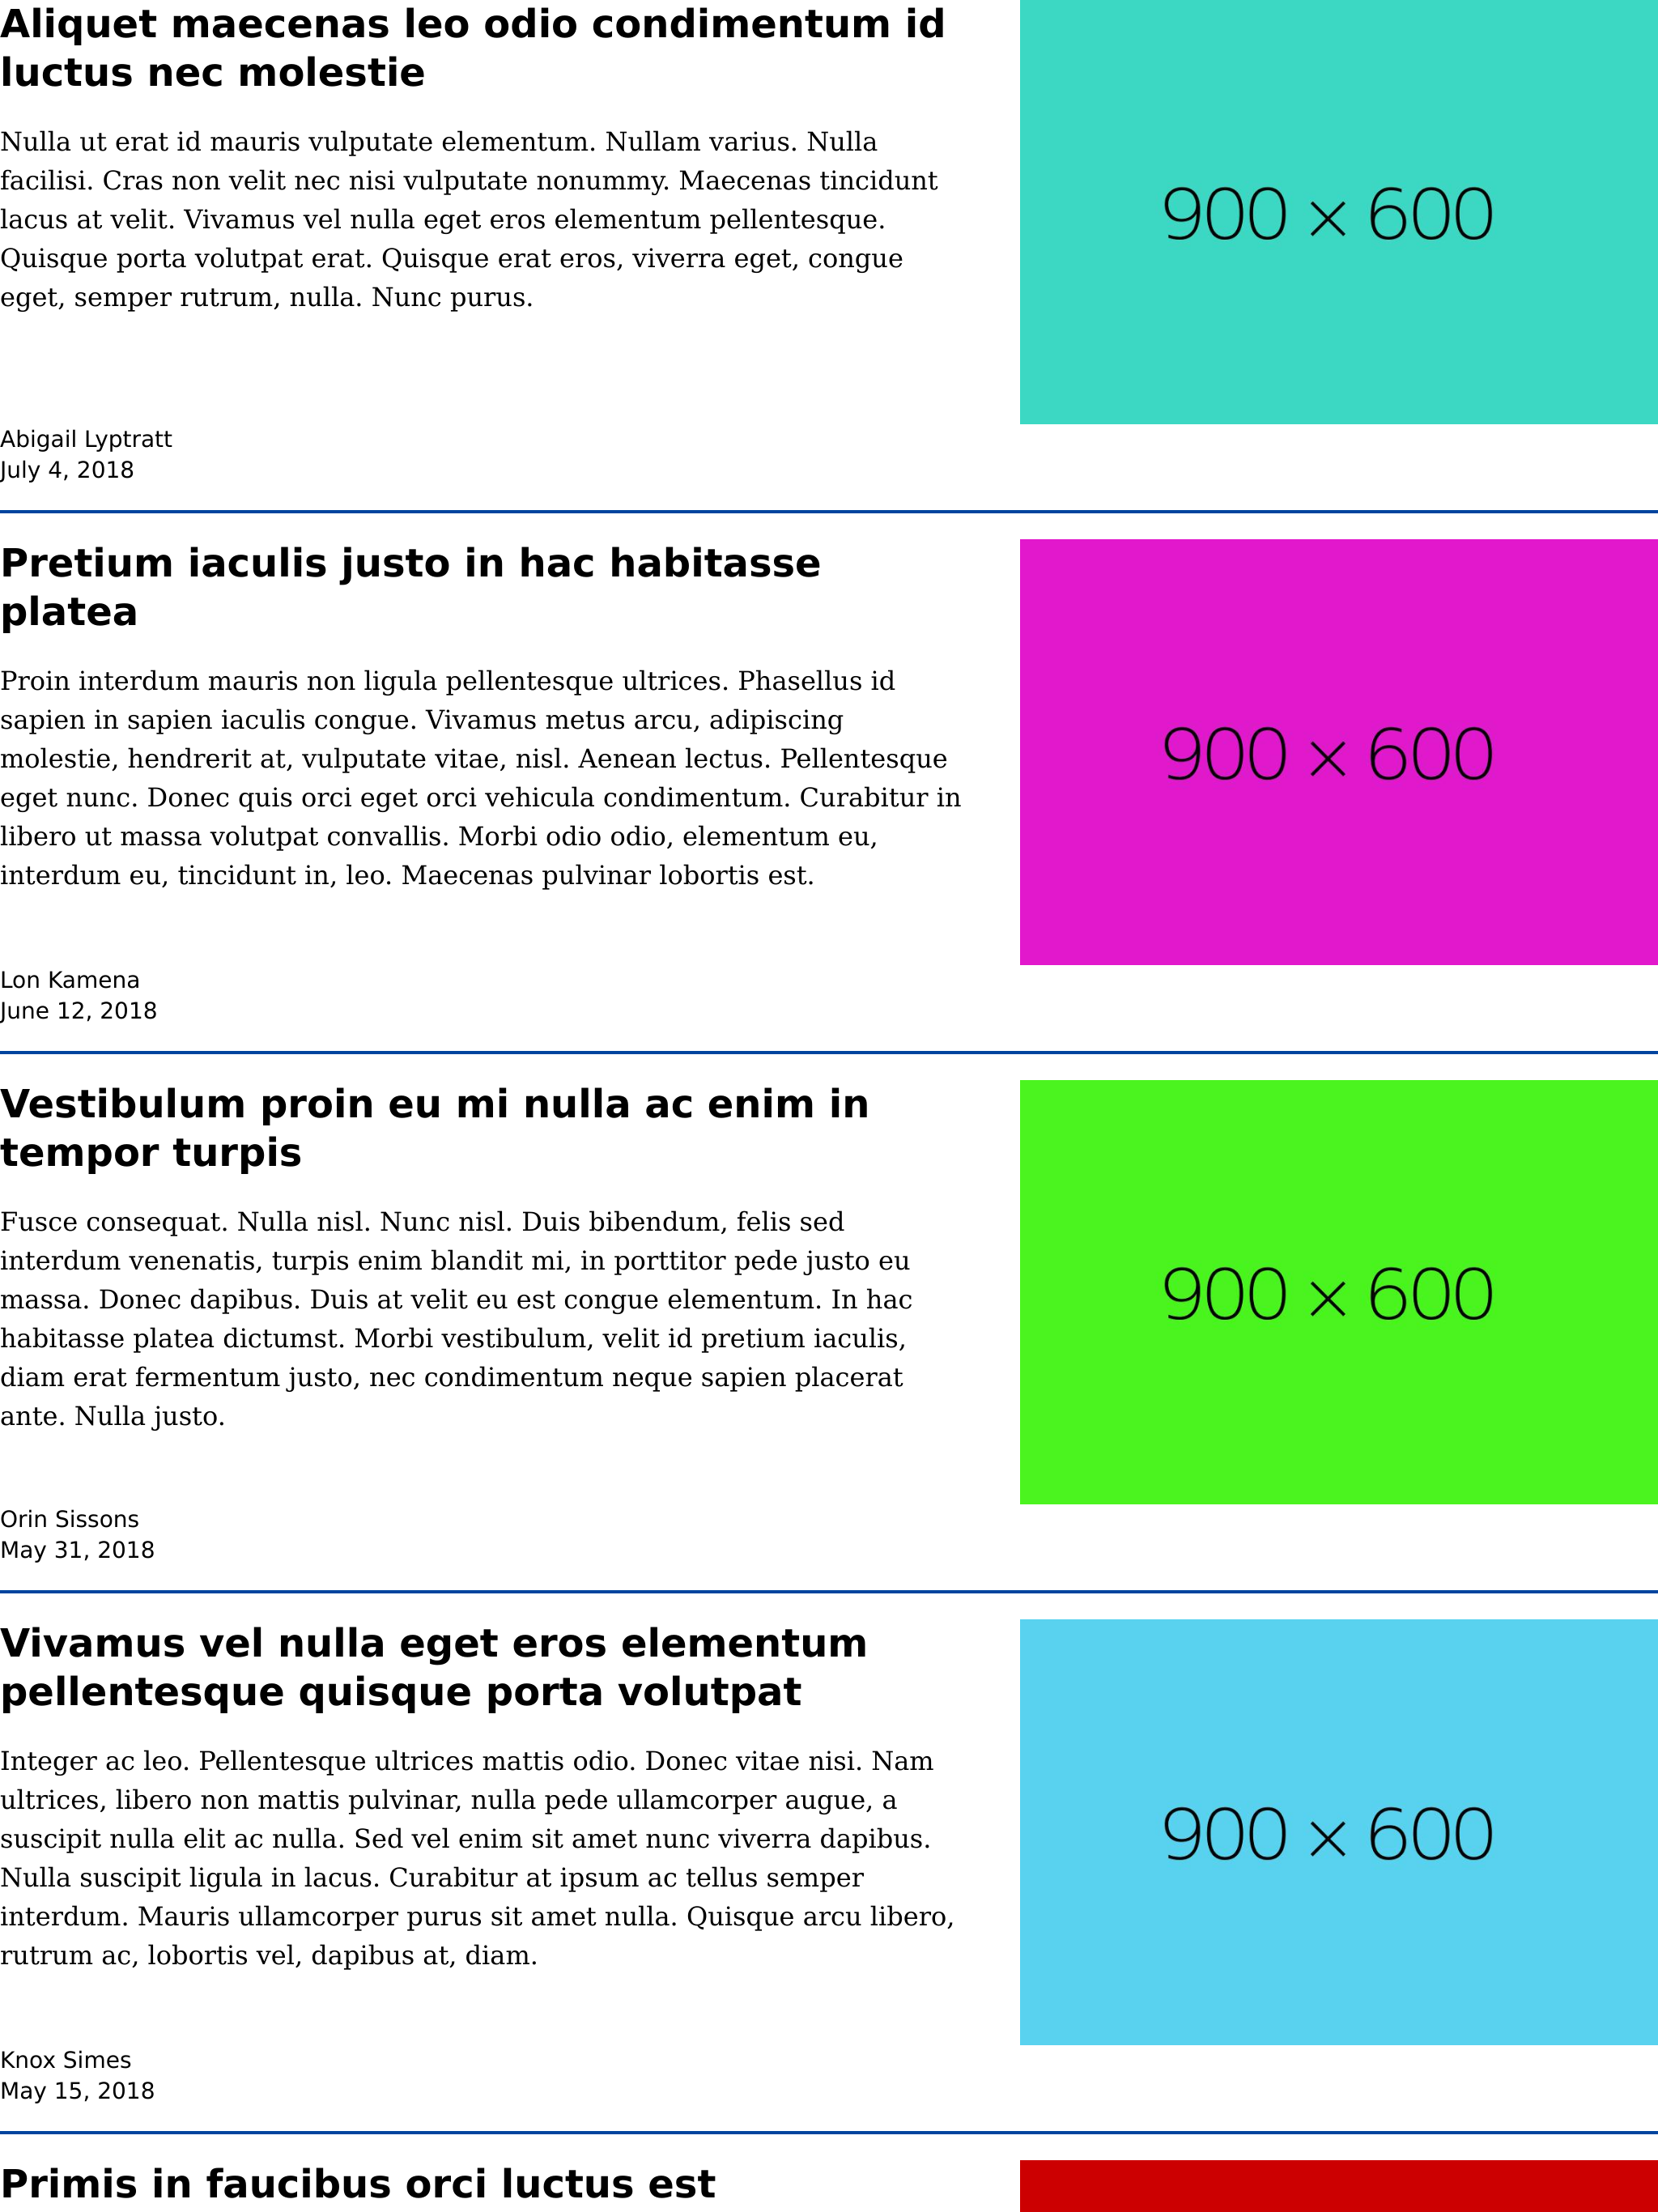 Aliquet maecenas leo odio condimentum id
luctus nec molestie
Nulla ut erat id mauris vulputate elementum. Nullam varius. Nulla
facilisi. Cras non velit nec nisi vulputate nonummy. Maecenas tincidunt
lacus at velit. Vivamus vel nulla eget eros elementum pellentesque.
Quisque porta volutpat erat. Quisque erat eros, viverra eget, congue
eget, semper rutrum, nulla. Nunc purus.
Abigail Lyptratt
July 4, 2018
900 × 600
Pretium iaculis justo in hac habitasse
platea
Proin interdum mauris non ligula pellentesque ultrices. Phasellus id
sapien in sapien iaculis congue. Vivamus metus arcu, adipiscing
molestie, hendrerit at, vulputate vitae, nisl. Aenean lectus. Pellentesque
eget nunc. Donec quis orci eget orci vehicula condimentum. Curabitur in
libero ut massa volutpat convallis. Morbi odio odio, elementum eu,
interdum eu, tincidunt in, leo. Maecenas pulvinar lobortis est.
Lon Kamena
June 12, 2018
900 × 600
Vestibulum proin eu mi nulla ac enim in
tempor turpis
Fusce consequat. Nulla nisl. Nunc nisl. Duis bibendum, felis sed
interdum venenatis, turpis enim blandit mi, in porttitor pede justo eu
massa. Donec dapibus. Duis at velit eu est congue elementum. In hac
habitasse platea dictumst. Morbi vestibulum, velit id pretium iaculis,
diam erat fermentum justo, nec condimentum neque sapien placerat
ante. Nulla justo.
Orin Sissons
May 31, 2018
900 × 600
Vivamus vel nulla eget eros elementum
pellentesque quisque porta volutpat
Integer ac leo. Pellentesque ultrices mattis odio. Donec vitae nisi. Nam
ultrices, libero non mattis pulvinar, nulla pede ullamcorper augue, a
suscipit nulla elit ac nulla. Sed vel enim sit amet nunc viverra dapibus.
Nulla suscipit ligula in lacus. Curabitur at ipsum ac tellus semper
interdum. Mauris ullamcorper purus sit amet nulla. Quisque arcu libero,
rutrum ac, lobortis vel, dapibus at, diam.
Knox Simes
May 15, 2018
900 × 600
Primis in faucibus orci luctus est